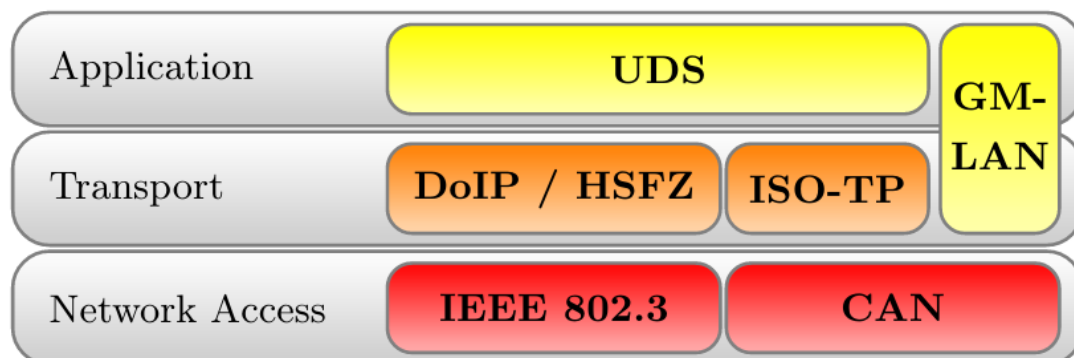 Application
UDS
GM-
LAN
Transport
DoIP / HSFZ
ISO-TP
Network Access
IEEE 802.3
CAN